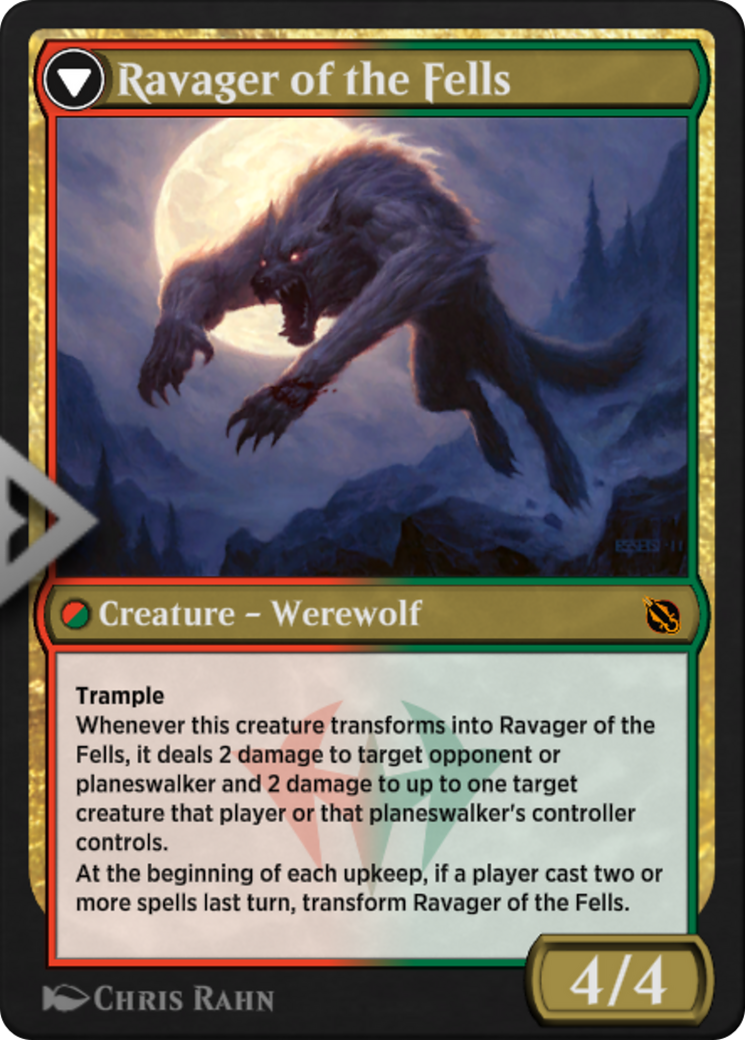 Ravager of the Fells
Creature – Werewolf
Trample
Whenever this creature transforms into Ravager of the
Fells, it deals 2 damage to target opponent or
planeswalker and 2 damage to up to one target
creature that player or that planeswalker's controller
controls.
At the beginning of each upkeep, if a player cast two or
more spells last turn, transform Ravager of the Fells.
4/4
Chris Rahn